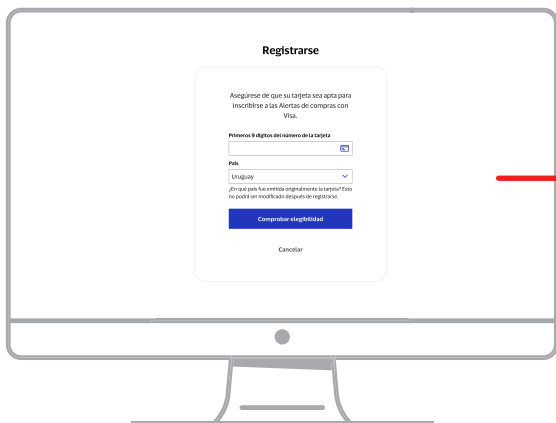 Registrarse
Asegúrese de que su tarjeta sea apta para
inscribirse a las Alertas de compras con
Visa.
Primeros 9 dígitos del número de la tarjeta
País
Uruguay
¿En qué país fue emitida originalmente la tarjeta? Esto
no podrá ser modificado después de registrarse.
Comprobar elegibilidad
Cancelar